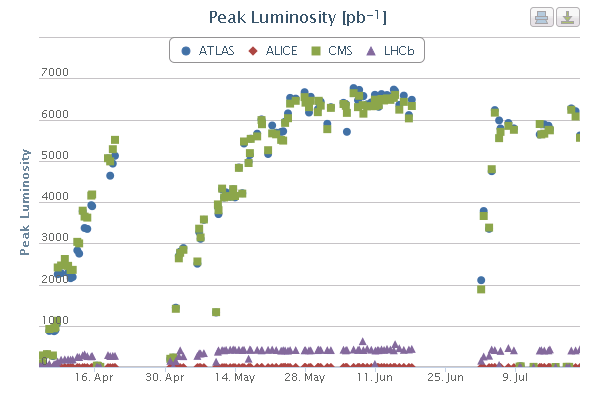 Peak Luminosity [pb⁻¹]
ATLAS ALICE CMS LHCb
7000
6000
5000
4000
3000
2000
1000
Peak Luminosity
16. Apr 30. Apr 14. May 28. May 11. Jun 25. Jun 9. Jul